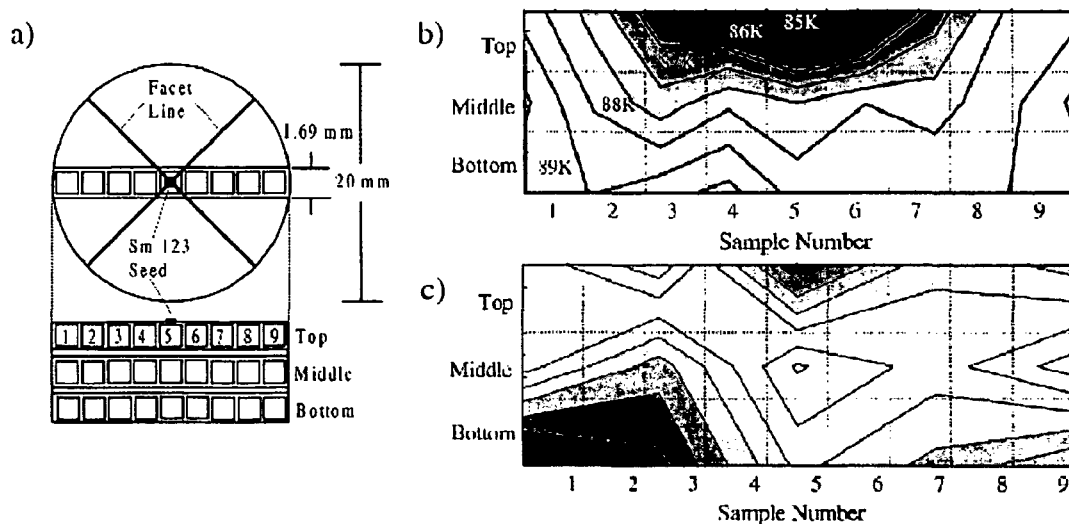 a)
Facet
Line
1.69 mm
20 mm
Sm 123
Seed
1 2 3 4 5 6 7 8 9 Top
Middle
Bottom
b)
Top
Middle
Bottom
86K 85K
88K
89K
1 2 3 4 5 6 7 8 9
Sample Number
c)
Top
Middle
Bottom
1 2 3 4 5 6 7 8 9
Sample Number